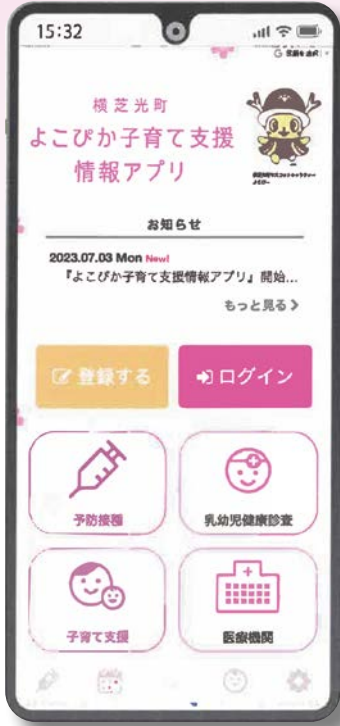 15:32
横芝光町
よこぴか子育て支援
情報アプリ
お知らせ
2023.07.03 Mon New!
『よこぴか子育て支援情報アプリ』開始...
もっと見る >
登録する
ログイン
予防接種
乳幼児健康診査
子育て支援
医療機関